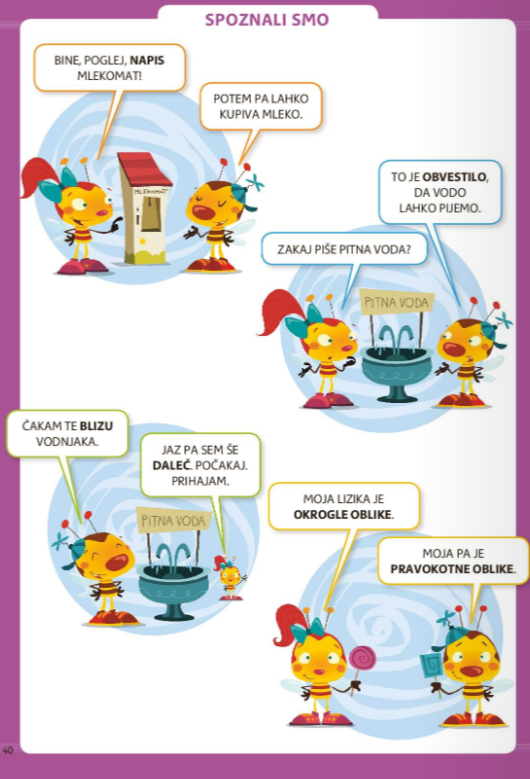 SPOZNALI SMO
BINE, POGLEJ, NAPIS
MLEKOMAT!
POTEM PA LAHKO
KUPIVA MLEKO.
MLEKOMAT
TO JE OBVESTILO,
DA VODO
LAHKO PIJEMO.
ZAKAJ PIŠE PITNA VODA?
PITNA VODA
ČAKAM TE BLIZU
VODNJAKA.
JAZ PA SEM ŠE
DALEČ. POČAKAJ.
PRIHAJAM.
PITNA VODA
MOJA LIZIKA JE
OKROGLE OBLIKE.
MOJA PA JE
PRAVOKOTNE OBLIKE.
40